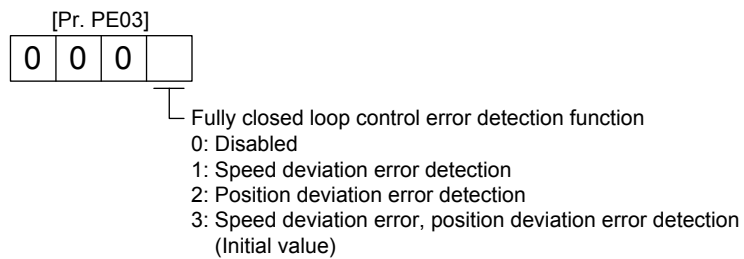 [Pr. PE03]
0 0 0
Fully closed loop control error detection function
0: Disabled
1: Speed deviation error detection
2: Position deviation error detection
3: Speed deviation error, position deviation error detection
(Initial value)